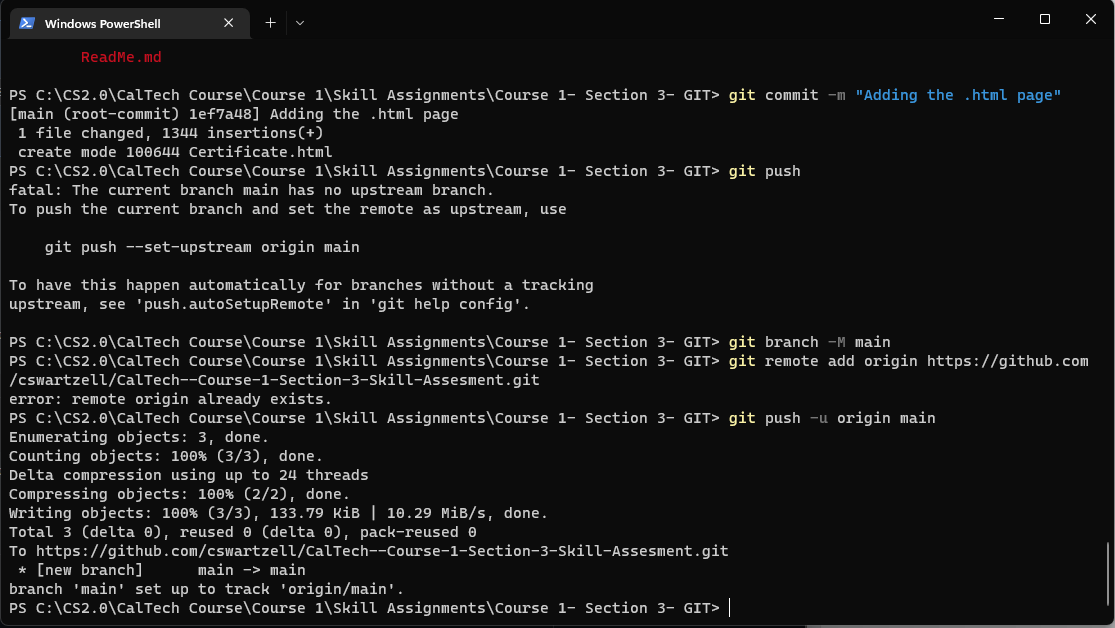 Windows PowerShell
ReadMe.md
PS C:\CS2.0\CalTech Course\Course 1\Skill Assignments\Course 1- Section 3- GIT> git commit -m "Adding the .html page"
[main (root-commit) 1ef7a48] Adding the .html page
1 file changed, 1344 insertions(+)
create mode 100644 Certificate.html
PS C:\CS2.0\CalTech Course\Course 1\Skill Assignments\Course 1- Section 3- GIT> git push
fatal: The current branch main has no upstream branch.
To push the current branch and set the remote as upstream, use
git push --set-upstream origin main
To have this happen automatically for branches without a tracking
upstream, see 'push.autoSetupRemote' in 'git help config'.
PS C:\CS2.0\CalTech Course\Course 1\Skill Assignments\Course 1- Section 3- GIT> git branch -M main
PS C:\CS2.0\CalTech Course\Course 1\Skill Assignments\Course 1- Section 3- GIT> git remote add origin https://github.com
/cswartzell/CalTech--Course-1-Section-3-Skill-Assesment.git
error: remote origin already exists.
PS C:\CS2.0\CalTech Course\Course 1\Skill Assignments\Course 1- Section 3- GIT> git push -u origin main
Enumerating objects: 3, done.
Counting objects: 100% (3/3), done.
Delta compression using up to 24 threads
Compressing objects: 100% (2/2), done.
Writing objects: 100% (3/3), 133.79 KiB | 10.29 MiB/s, done.
Total 3 (delta 0), reused 0 (delta 0), pack-reused 0
To https://github.com/cswartzell/CalTech--Course-1-Section-3-Skill-Assesment.git
* [new branch]      main -> main
branch 'main' set up to track 'origin/main'.
PS C:\CS2.0\CalTech Course\Course 1\Skill Assignments\Course 1- Section 3- GIT>